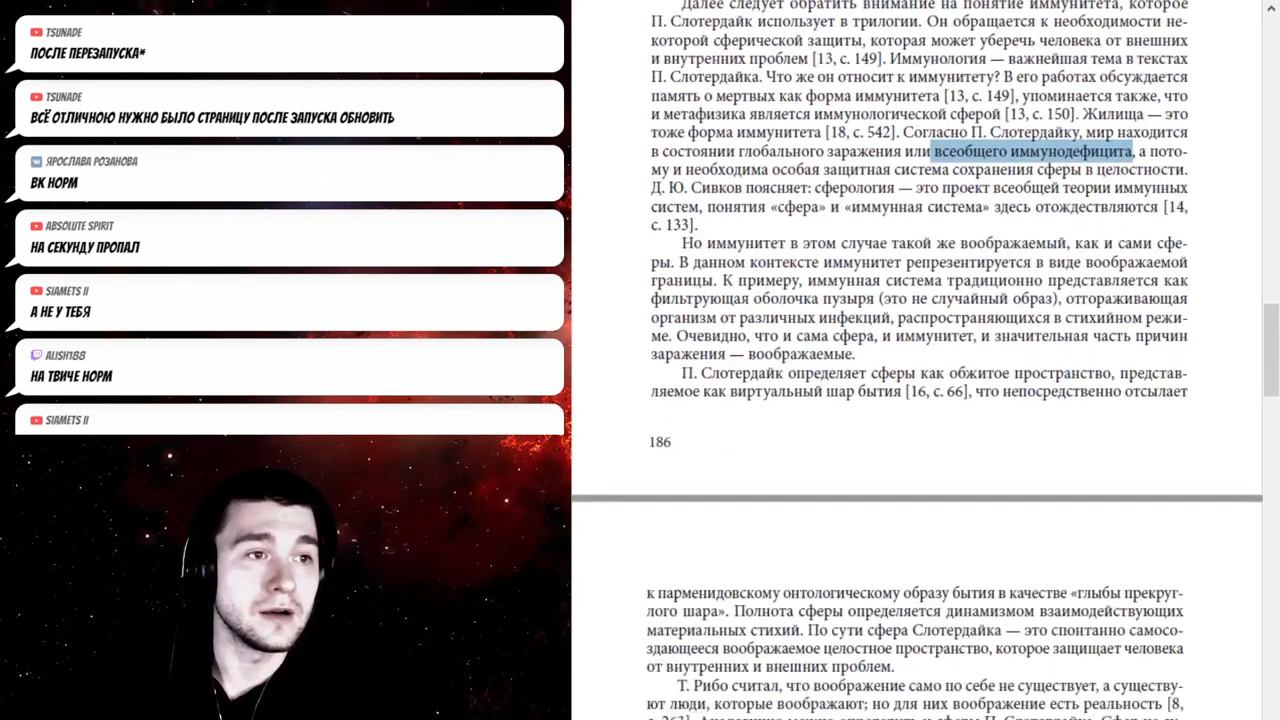 TSUNADE
ПОСЛЕ ПЕРЕЗАПУСКА*
TSUNADE
ВСЁ ОТЛИЧНОЮ НУЖНО БЫЛО СТРАНИЦУ ПОСЛЕ ЗАПУСКА ОБНОВИТЬ
ЯРОСЛАВА РОЗАНОВА
ВК НОРМ
ABSOLUTE SPIRIT
НА СЕКУНДУ ПРОПАЛ
SIAMETS II
А НЕ У ТЕБЯ
ALISH188
НА ТВИЧЕ НОРМ
SIAMETS II
Далее следует обратить внимание на понятие иммунитета, которое
П. Слотердайк использует в трилогии. Он обращается к необходимости не-
которой сферической защиты, которая может уберечь человека от внешних
и внутренних проблем [13, с. 149]. Иммунология — важнейшая тема в текстах
П. Слотердайка. Что же он относит к иммунитету? В его работах обсуждается
память о мертвых как форма иммунитета [13, с. 149], упоминается также, что
и метафизика является иммунологической сферой [13, с. 150]. Жилища — это
тоже форма иммунитета [18, с. 542]. Согласно П. Слотердайку, мир находится
в состоянии глобального заражения или всеобщего иммунодефицита, а пото-
му и необходима особая защитная система сохранения сферы в целостности.
Д. Ю. Сивков поясняет: сферология — это проект всеобщей теории иммунных
систем, понятия «сфера» и «иммунная система» здесь отождествляются [14,
с. 133].
Но иммунитет в этом случае такой же воображаемый, как и сами сфе-
ры. В данном контексте иммунитет репрезентируется в виде воображаемой
границы. К примеру, иммунная система традиционно представляется как
фильтрующая оболочка пузыря (это не случайный образ), отгораживающая
организм от различных инфекций, распространяющихся в стихийном режи-
ме. Очевидно, что и сама сфера, и иммунитет, и значительная часть причин
заражения — воображаемые.
П. Слотердайк определяет сферы как обжитое пространство, представ-
ляемое как виртуальный шар бытия [16, с. 66], что непосредственно отсылает
186
к парменидовскому онтологическому образу бытия в качестве «глыбы прекруг-
лого шара». Полнота сферы определяется динамизмом взаимодействующих
материальных стихий. По сути сфера Слотердайка — это спонтанно самосо-
здающееся воображаемое целостное пространство, которое защищает человека
от внутренних и внешних проблем.
Т. Рибо считал, что воображение само по себе не существует, а существу-
ют люди, которые воображают; но для них воображение есть реальность [8,